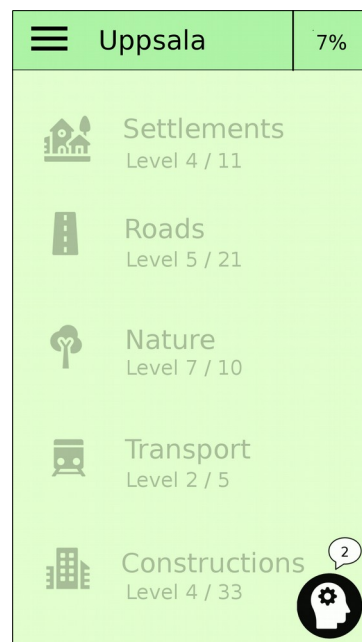 Uppsala
7%
Settlements
Level 4 / 11
Roads
Level 5 / 21
Nature
Level 7 / 10
Transport
Level 2 / 5
Constructions
Level 4 / 33
2